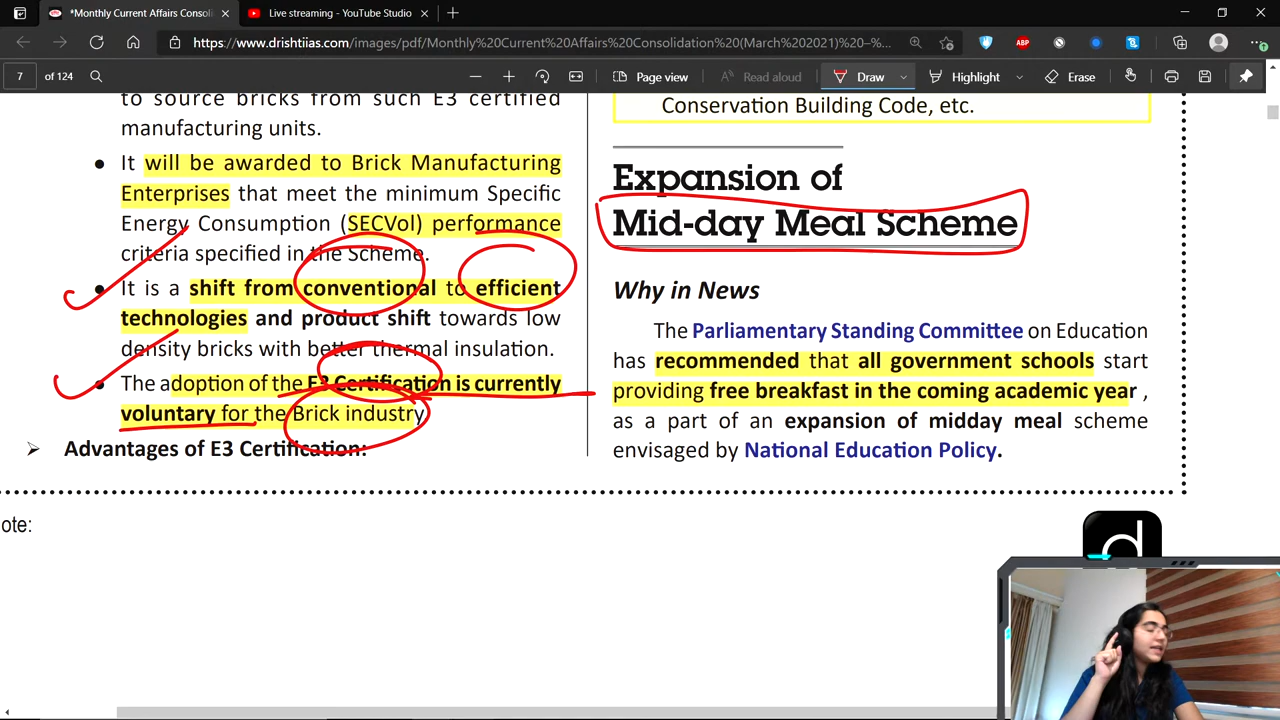 *Monthly Current Affairs Consoli
Live streaming - YouTube Studio
https://www.drishtiias.com/images/pdf/Monthly%20Current%20Affairs%20Consolidation%20(March%202021)%20–%...
ABP
7 of 124
Page view
Read aloud
Draw
Highlight
Erase
to source bricks from such E3 certified
manufacturing units.
• It will be awarded to Brick Manufacturing
Enterprises that meet the minimum Specific
Energy Consumption (SECVol) performance
criteria specified in the Scheme.
• It is a shift from conventional to efficient
technologies and product shift towards low
density bricks with better thermal insulation.
• The adoption of the E3 Certification is currently
voluntary for the Brick industry
➢ Advantages of E3 Certification:
Conservation Building Code, etc.
Expansion of
Mid-day Meal Scheme
Why in News
The Parliamentary Standing Committee on Education
has recommended that all government schools start
providing free breakfast in the coming academic year ,
as a part of an expansion of midday meal scheme
envisaged by National Education Policy.
ote:
d